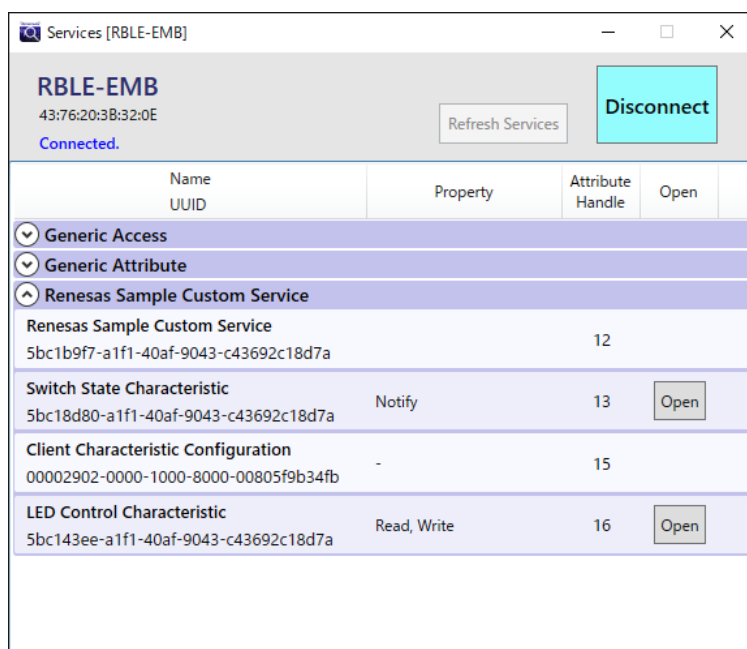 Services [RBLE-EMB]
RBLE-EMB
43:76:20:3B:32:0E
Connected.
Refresh Services
Disconnect
Name
UUID
Property
Attribute
Handle
Open
Generic Access
Generic Attribute
Renesas Sample Custom Service
Renesas Sample Custom Service
5bc1b9f7-a1f1-40af-9043-c43692c18d7a
12
Switch State Characteristic
5bc18d80-a1f1-40af-9043-c43692c18d7a
Notify
13
Open
Client Characteristic Configuration
00002902-0000-1000-8000-00805f9b34fb
-
15
LED Control Characteristic
5bc143ee-a1f1-40af-9043-c43692c18d7a
Read, Write
16
Open